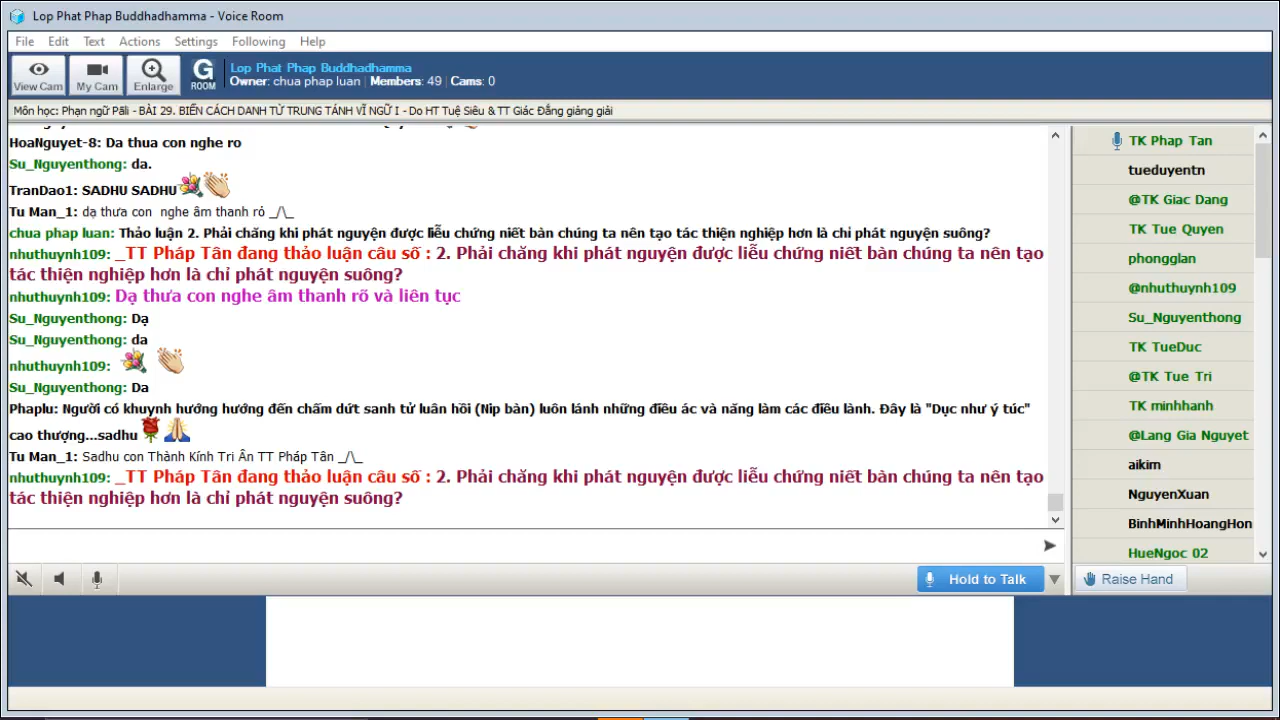 Lop Phat Phap Buddhadhamma - Voice Room
File Edit Text Actions Settings Following Help
View Cam My Cam Enlarge G ROOM
Lop Phat Phap Buddhadhamma
Owner: chua phap luan | Members: 49 | Cams: 0
Môn học: Phạn ngữ Pāli - BÀI 29. BIẾN CÁCH DANH TỪ TRUNG TÁNH VĨ NGỮ I - Do HT Tuệ Siêu & TT Giác Đẳng giảng giải
HoaNguyet-8: Da thua con nghe ro
Su_Nguyenthong: da.
TranDao1: SADHU SADHU
Tu Man_1: dạ thưa con nghe âm thanh rỏ _/\_
chua phap luan: Thảo luận 2. Phải chăng khi phát nguyện được liễu chứng niết bàn chúng ta nên tạo tác thiện nghiệp hơn là chỉ phát nguyện suông?
nhuthuynh109: _TT Pháp Tân đang thảo luận câu số : 2. Phải chăng khi phát nguyện được liễu chứng niết bàn chúng ta nên tạo
tác thiện nghiệp hơn là chỉ phát nguyện suông?
nhuthuynh109: Dạ thưa con nghe âm thanh rõ và liên tục
Su_Nguyenthong: Dạ
Su_Nguyenthong: da
nhuthuynh109:
Su_Nguyenthong: Da
Phaplu: Người có khuynh hướng hướng đến chấm dứt sanh tử luân hồi (Nip bàn) luôn lánh những điều ác và năng làm các điều lành. Đây là "Dục như ý túc"
cao thượng...sadhu
Tu Man_1: Sadhu con Thành Kính Tri Ân TT Pháp Tân _/\_
nhuthuynh109: _TT Pháp Tân đang thảo luận câu số : 2. Phải chăng khi phát nguyện được liễu chứng niết bàn chúng ta nên tạo
tác thiện nghiệp hơn là chỉ phát nguyện suông?
TK Phap Tan
tueduyentn
@TK Giac Dang
TK Tue Quyen
phongglan
@nhuthuynh109
Su_Nguyenthong
TK TueDuc
@TK Tue Tri
TK minhhanh
@Lang Gia Nguyet
aikim
NguyenXuan
BinhMinhHoangHon
HueNgoc 02
Hold to Talk
Raise Hand